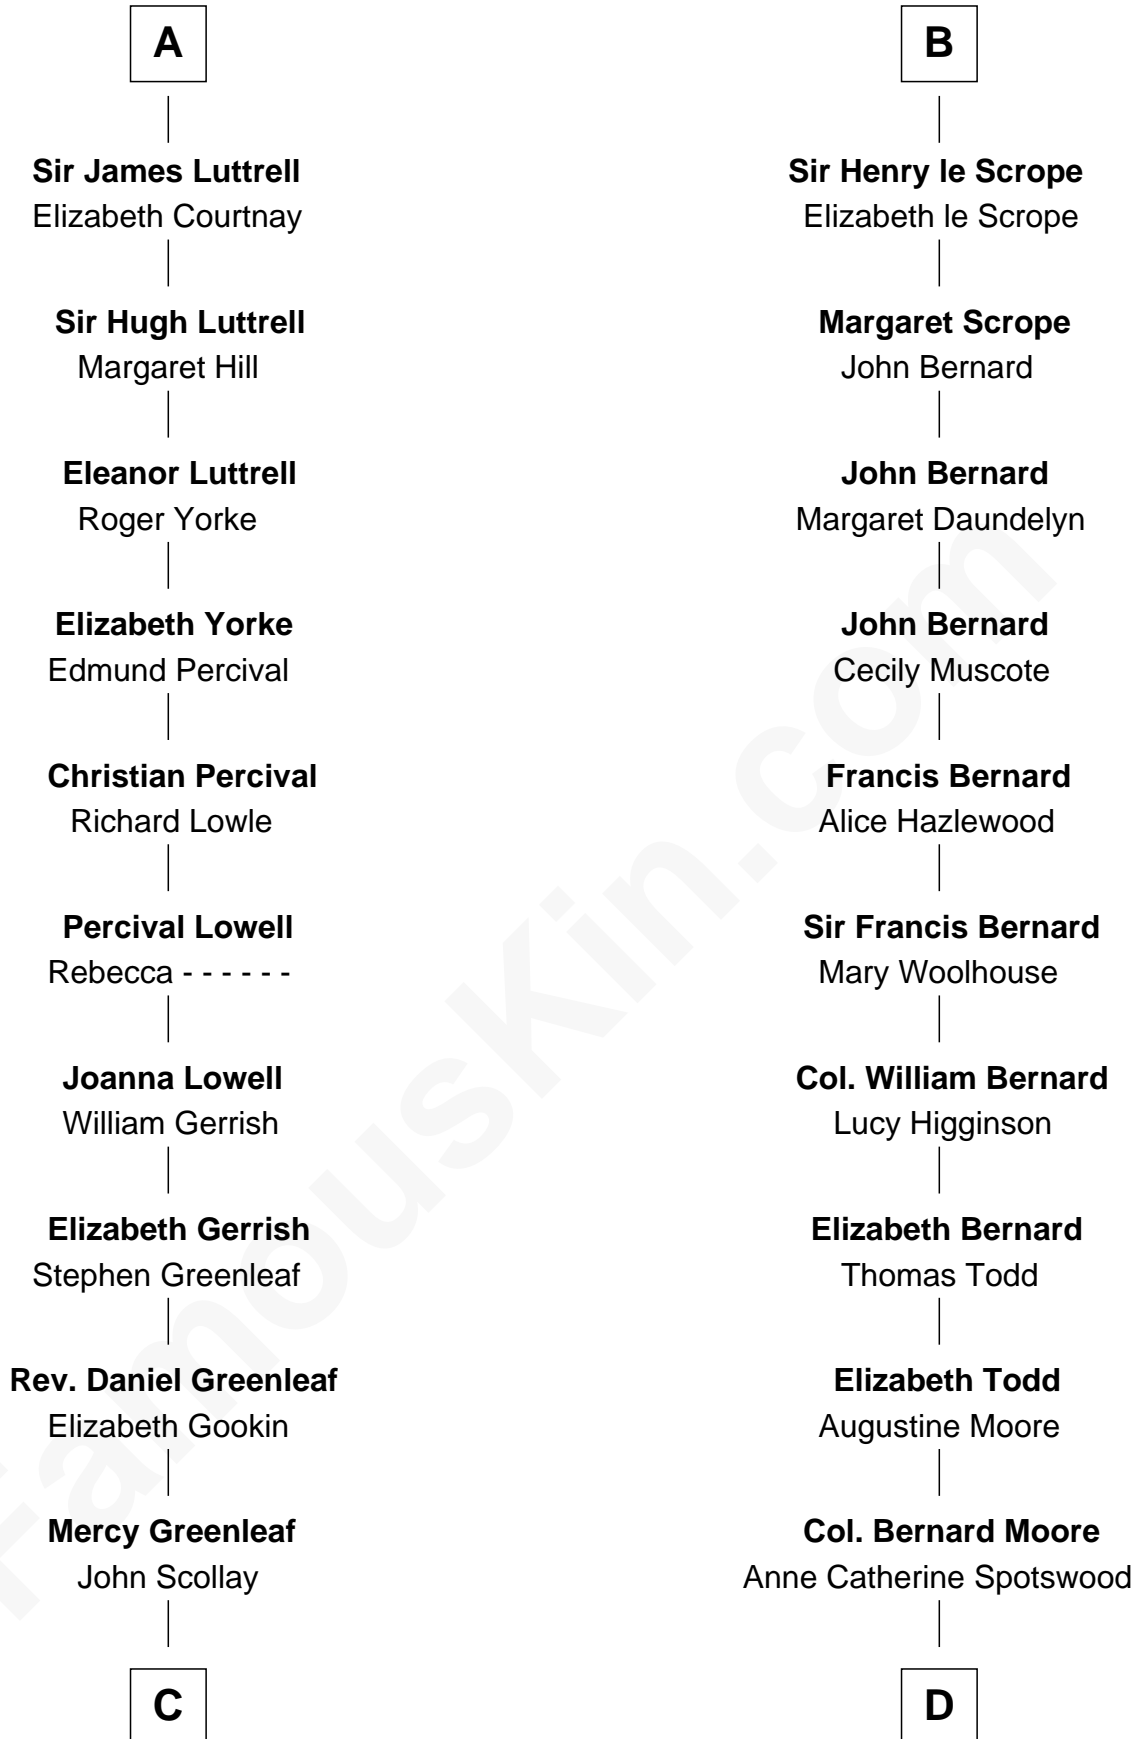 A
Sir James Luttrell
Elizabeth Courtnay
Sir Hugh Luttrell
Margaret Hill
Eleanor Luttrell
Roger Yorke
Elizabeth Yorke
Edmund Percival
Christian Percival
Richard Lowle
Percival Lowell
Rebecca - - - - - -
Joanna Lowell
William Gerrish
Elizabeth Gerrish
Stephen Greenleaf
Rev. Daniel Greenleaf
Elizabeth Gookin
Mercy Greenleaf
John Scollay
C
B
Sir Henry le Scrope
Elizabeth le Scrope
Margaret Scrope
John Bernard
John Bernard
Margaret Daundelyn
John Bernard
Cecily Muscote
Francis Bernard
Alice Hazlewood
Sir Francis Bernard
Mary Woolhouse
Col. William Bernard
Lucy Higginson
Elizabeth Bernard
Thomas Todd
Elizabeth Todd
Augustine Moore
Col. Bernard Moore
Anne Catherine Spotswood
D
FamousKin.com